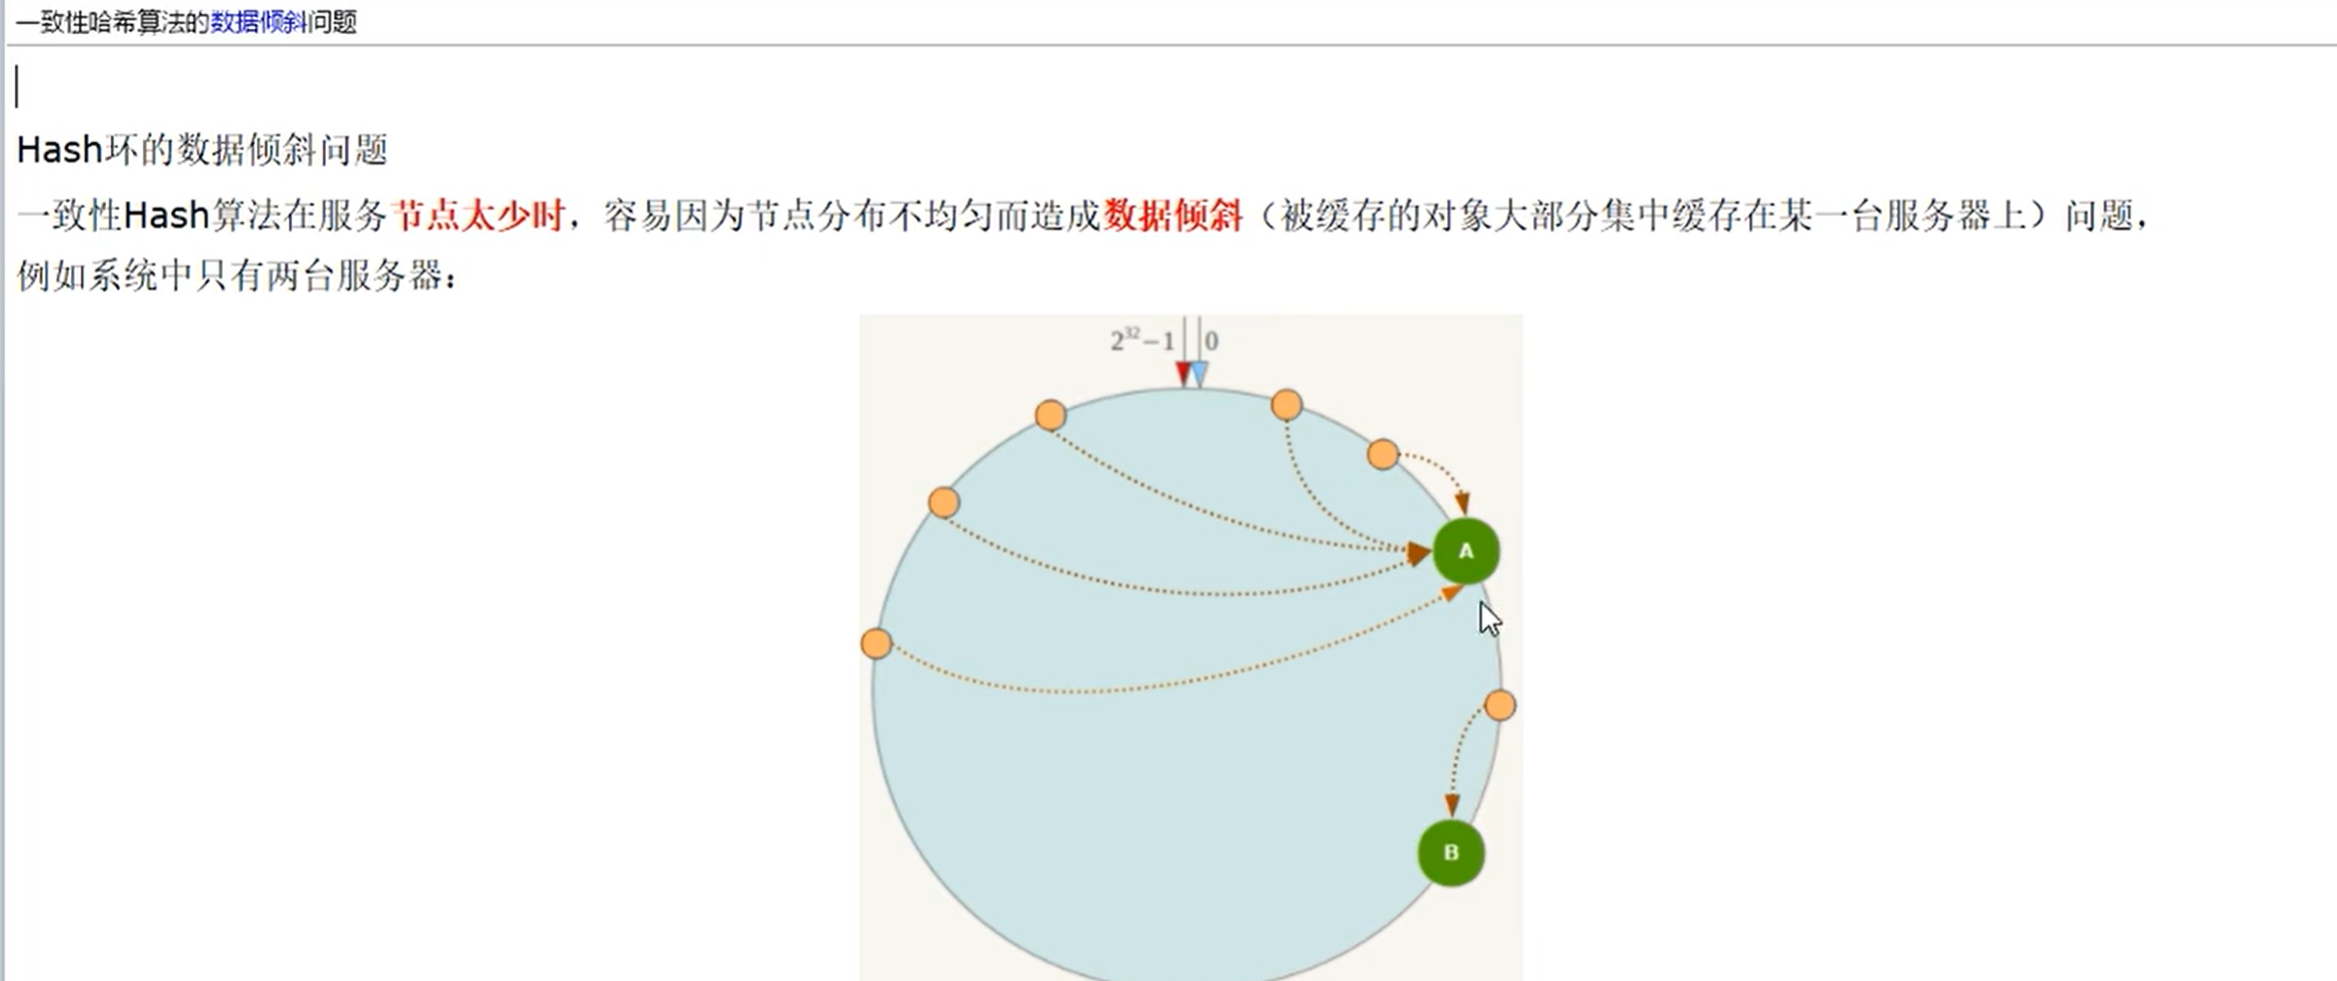 一致性哈希算法的数据倾斜问题
Hash环的数据倾斜问题
一致性Hash算法在服务节点太少时，容易因为节点分布不均匀而造成数据倾斜（被缓存的对象大部分集中缓存在某一台服务器上）问题，
例如系统中只有两台服务器：
2³²−1 0
A
B